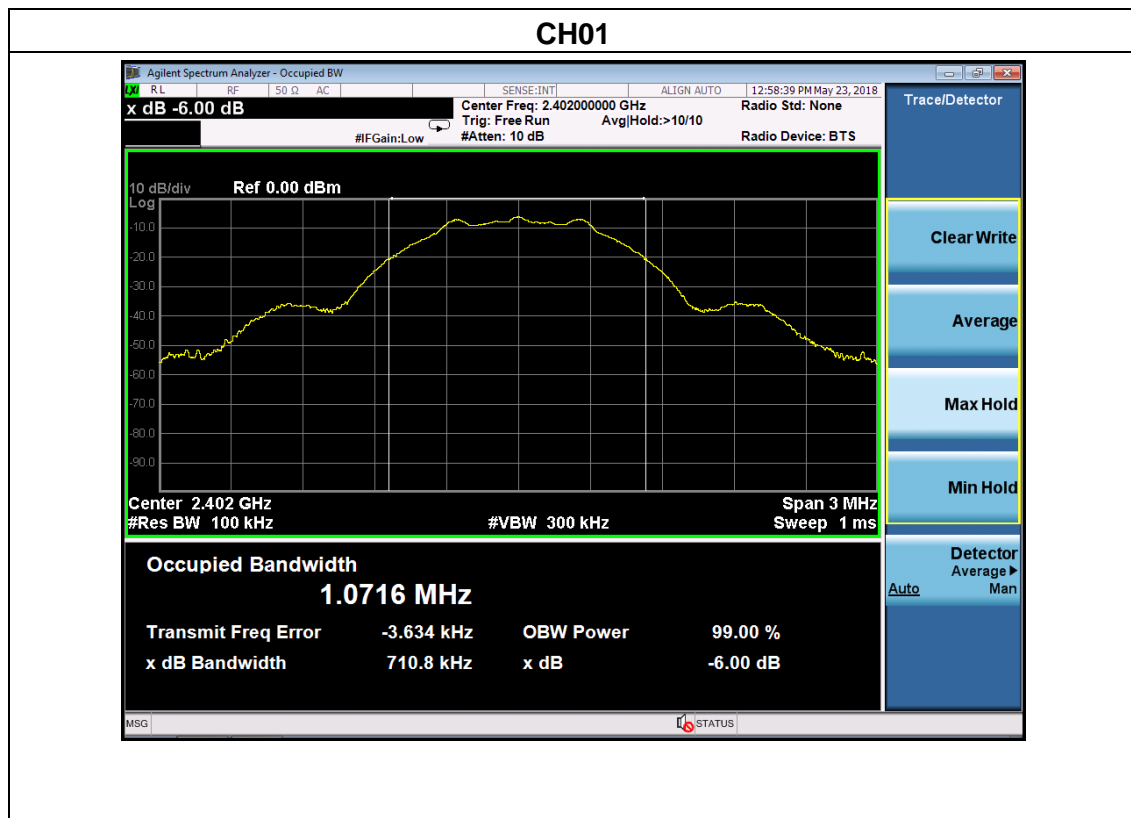 CH01
Agilent Spectrum Analyzer - Occupied BW
LXI RL RF 50 Ω AC SENSE:INT ALIGN AUTO 12:58:39 PM May 23, 2018
x dB -6.00 dB
Center Freq: 2.402000000 GHz Radio Std: None
Trig: Free Run Avg|Hold:>10/10
#IFGain:Low #Atten: 10 dB Radio Device: BTS
10 dB/div Ref 0.00 dBm
Log
-10.0
-20.0
-30.0
-40.0
-50.0
-60.0
-70.0
-80.0
-90.0
Center 2.402 GHz Span 3 MHz
#Res BW 100 kHz #VBW 300 kHz Sweep 1 ms
Occupied Bandwidth
1.0716 MHz
Transmit Freq Error -3.634 kHz OBW Power 99.00 %
x dB Bandwidth 710.8 kHz x dB -6.00 dB
MSG STATUS
Trace/Detector
Clear Write
Average
Max Hold
Min Hold
Detector
Average▶
Auto Man